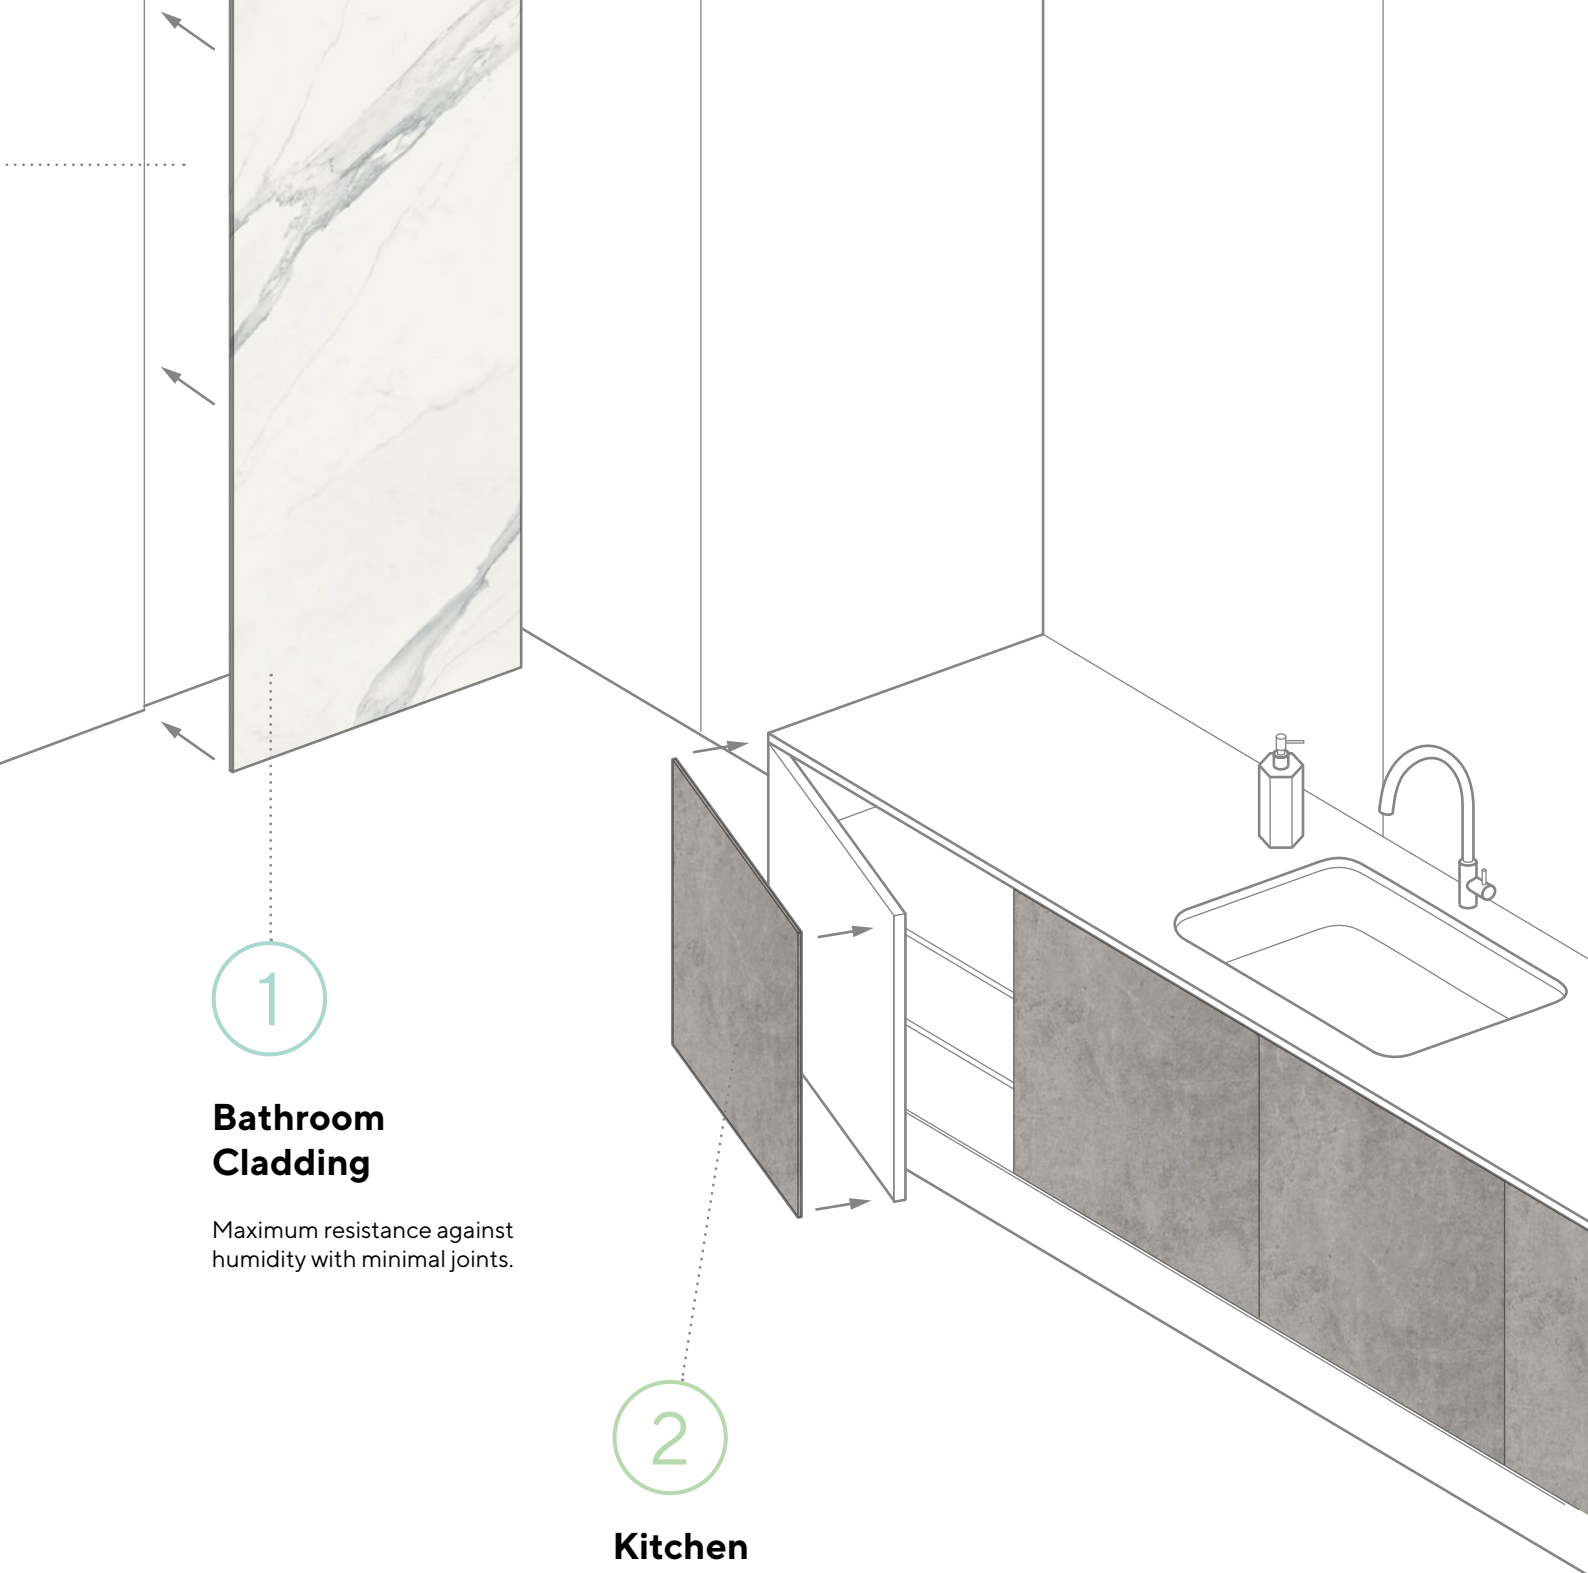 1
Bathroom
Cladding
Maximum resistance against
humidity with minimal joints.
2
Kitchen